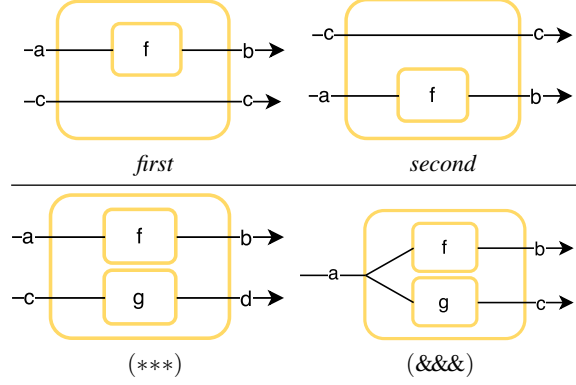 a f b
c c
first
c c
a f b
second
a f b
c g d
(***)
a f b
g c
(&&&)